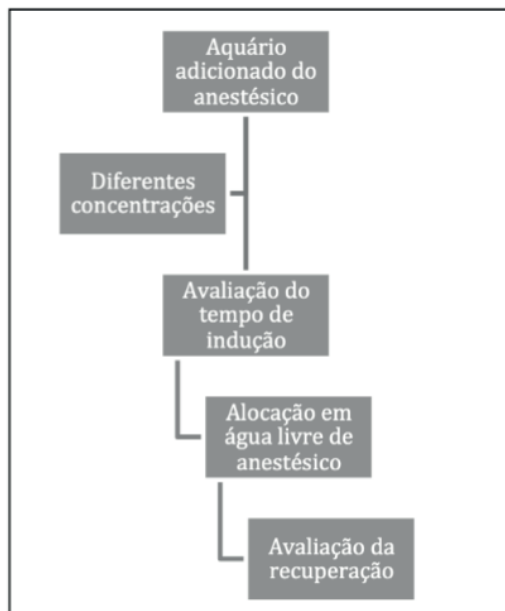 Aquário
adicionado do
anestésico
Diferentes
concentrações
Avaliação do
tempo de
indução
Alocação em
água livre de
anestésico
Avaliação da
recuperação